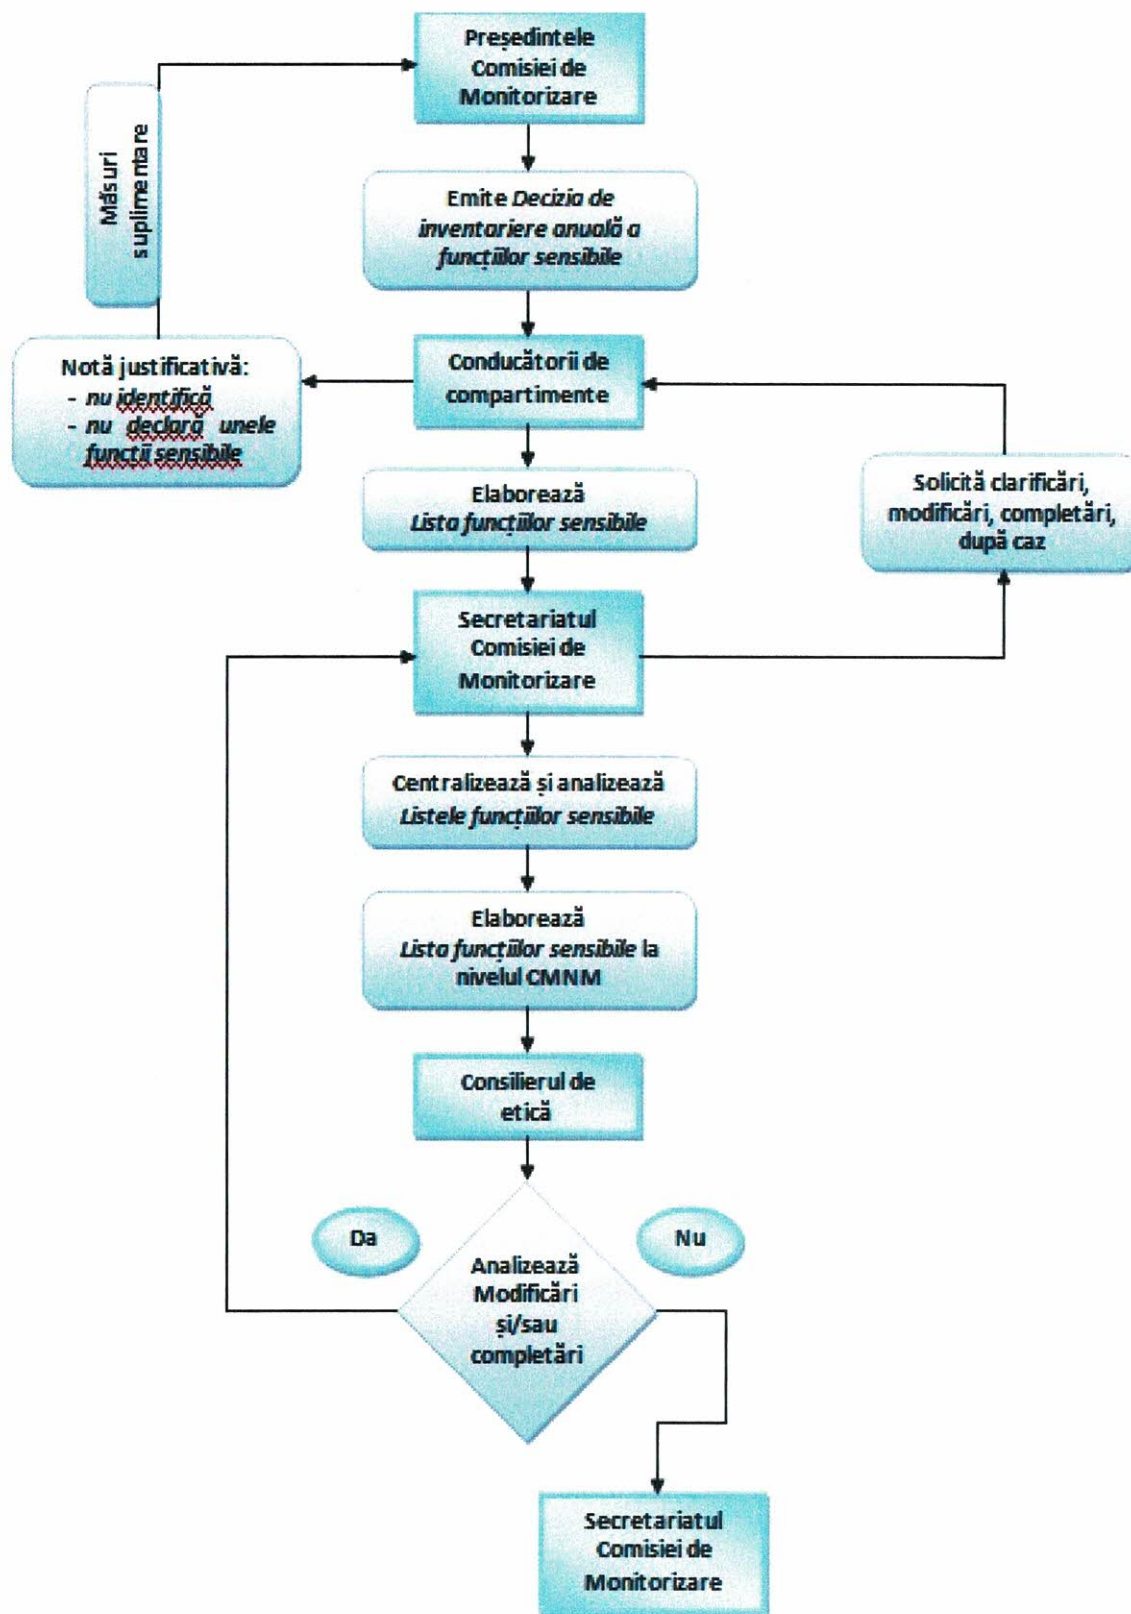 Președintele
Comisiei de
Monitorizare
Măsuri
suplimentare
Emite Decizia de
inventariere anuală a
funcțiilor sensibile
Conducătorii de
compartimente
Notă justificativă:
- nu identifică
- nu declară unele
funcții sensibile
Elaborează
Lista funcțiilor sensibile
Solicită clarificări,
modificări, completări,
după caz
Secretariatul
Comisiei de
Monitorizare
Centralizează și analizează
Listele funcțiilor sensibile
Elaborează
Lista funcțiilor sensibile la
nivelul CMNM
Consilierul de
etică
Da
Nu
Analizează
Modificări
și/sau
completări
Secretariatul
Comisiei de
Monitorizare